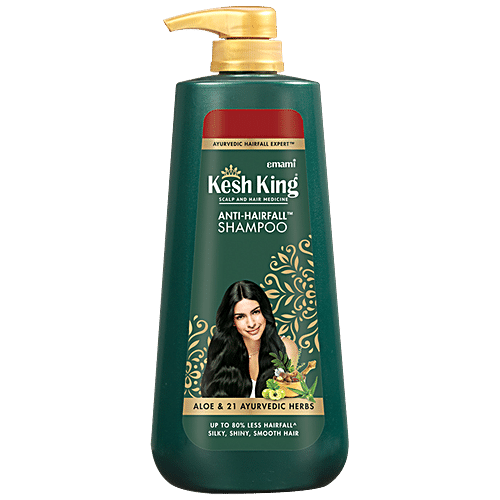 AYURVEDIC HAIRFALL EXPERT™
emami
Kesh King
SCALP AND HAIR MEDICINE
ANTI-HAIRFALL™
SHAMPOO
ALOE & 21 AYURVEDIC HERBS
UP TO 80% LESS HAIRFALL^
SILKY, SHINY, SMOOTH HAIR